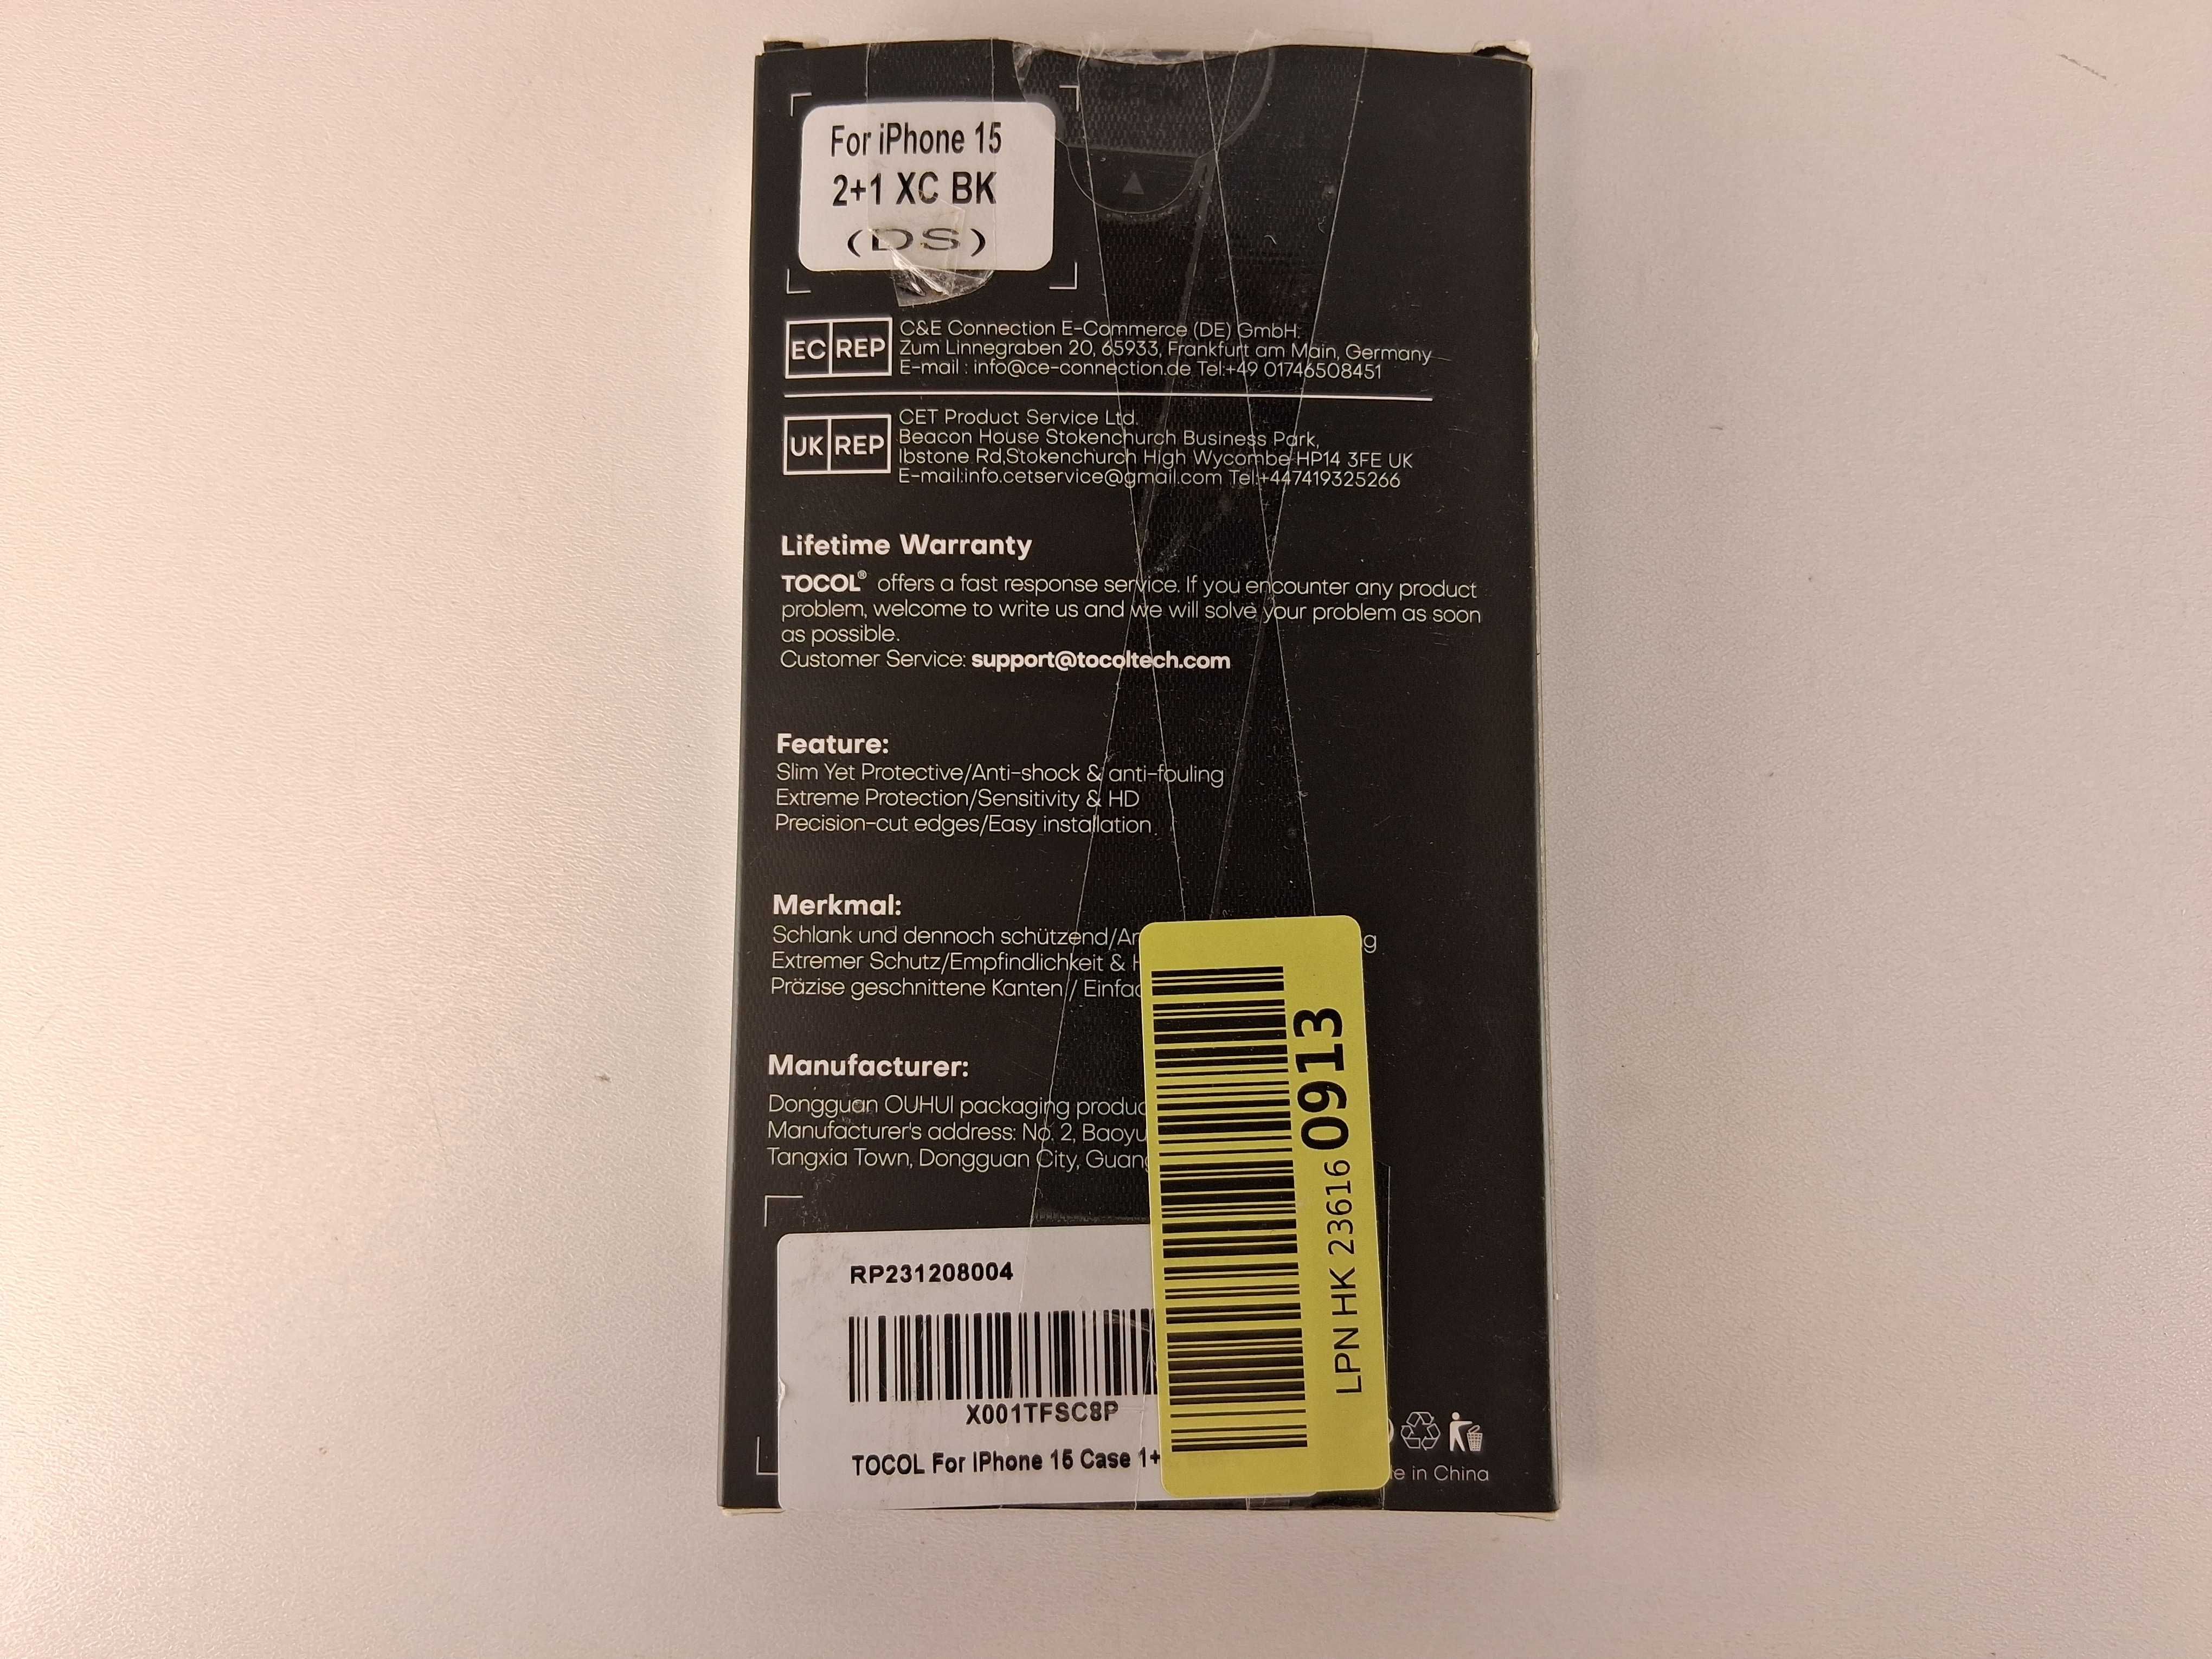 OPEN
For iPhone 15
2+1 XC BK
(DS)
EC REP
C&E Connection E-Commerce (DE) GmbH.
Zum Linnegraben 20, 65933, Frankfurt am Main, Germany
E-mail : info@ce-connection.de Tel:+49 01746508451
UK REP
CET Product Service Ltd.
Beacon House Stokenchurch Business Park,
Ibstone Rd,Stokenchurch High Wycombe HP14 3FE UK
E-mail:info.cetservice@gmail.com Tel:+447419325266
Lifetime Warranty
TOCOL® offers a fast response service. If you encounter any product
problem, welcome to write us and we will solve your problem as soon
as possible.
Customer Service: support@tocoltech.com
Feature:
Slim Yet Protective/Anti-shock & anti-fouling
Extreme Protection/Sensitivity & HD
Precision-cut edges/Easy installation
Merkmal:
Schlank und dennoch schützend/
Extremer Schutz/Empfindlichkeit &
Präzise geschnittene Kanten /
Manufacturer:
Dongguan OUHUI packaging
Manufacturer's address: No. 2,
Tangxia Town, Dongguan City,
RP231208004
X001TFSC8P
TOCOL For iPhone 15 Case 1+
LPN HK 23616 0913
in China